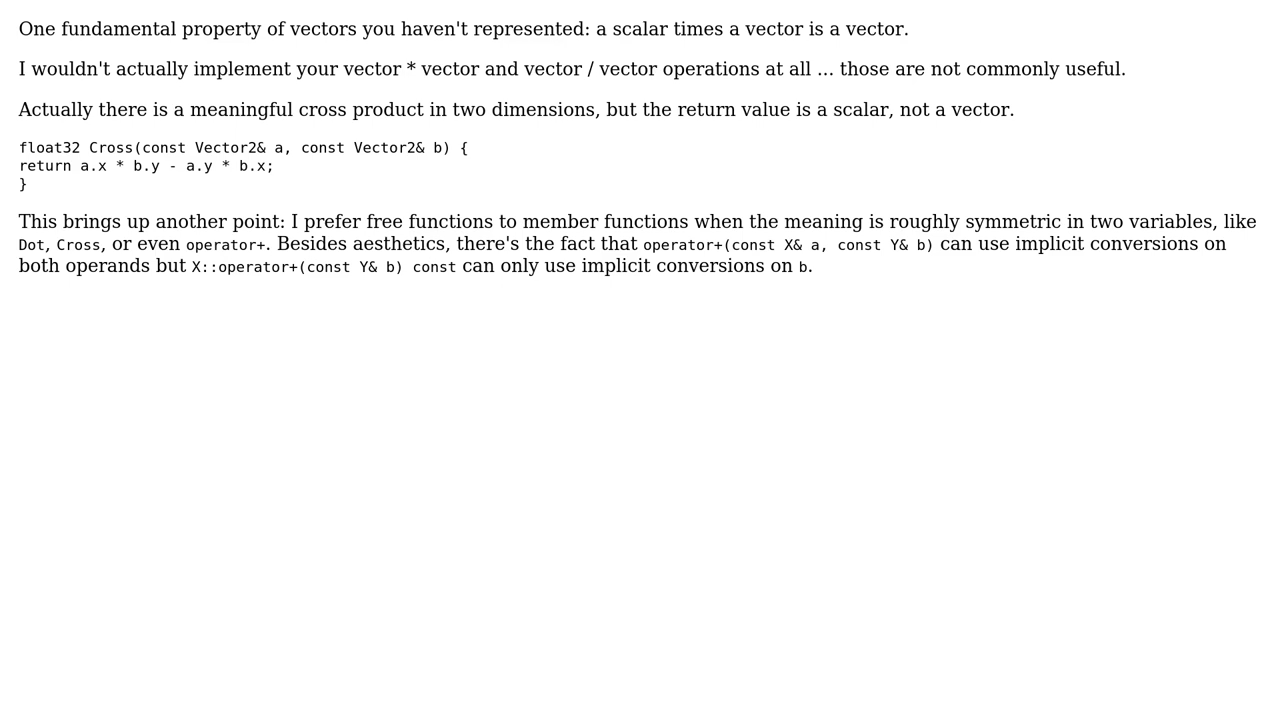 One fundamental property of vectors you haven't represented: a scalar times a vector is a vector.
I wouldn't actually implement your vector * vector and vector / vector operations at all ... those are not commonly useful.
Actually there is a meaningful cross product in two dimensions, but the return value is a scalar, not a vector.
float32 Cross(const Vector2& a, const Vector2& b) {
return a.x * b.y - a.y * b.x;
}
This brings up another point: I prefer free functions to member functions when the meaning is roughly symmetric in two variables, like
Dot, Cross, or even operator+. Besides aesthetics, there's the fact that operator+(const X& a, const Y& b) can use implicit conversions on
both operands but X::operator+(const Y& b) const can only use implicit conversions on b.